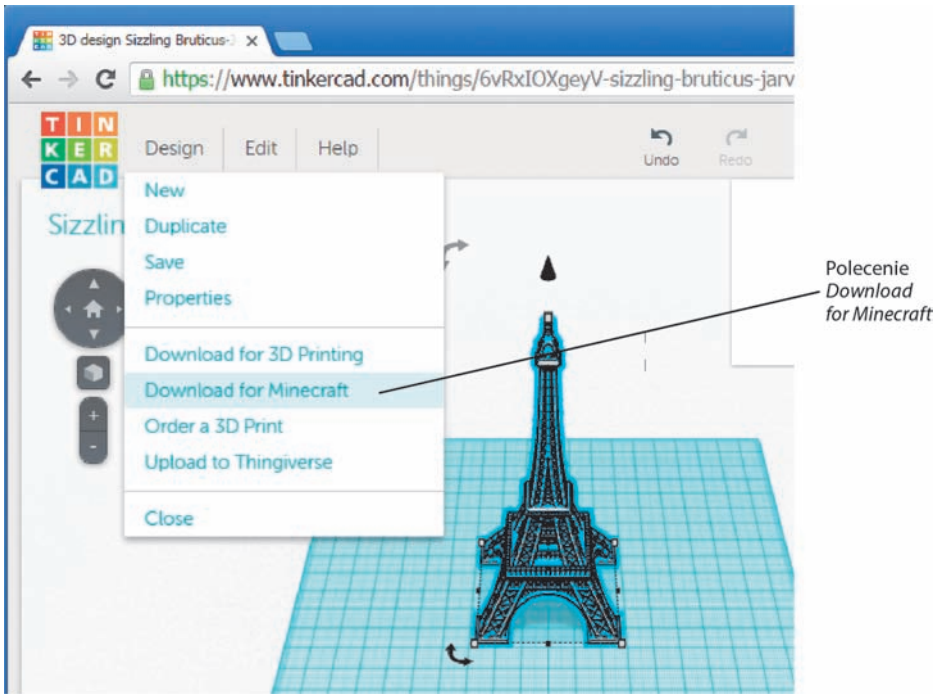 3D design Sizzling Bruticus-
https://www.tinkercad.com/things/6vRxIOXgeyV-sizzling-bruticus-jarv
TIN
KER
CAD
Design Edit Help
Undo Redo
Sizzlin
New
Duplicate
Save
Properties
Download for 3D Printing
Download for Minecraft
Order a 3D Print
Upload to Thingiverse
Close
Polecenie
Download
for Minecraft